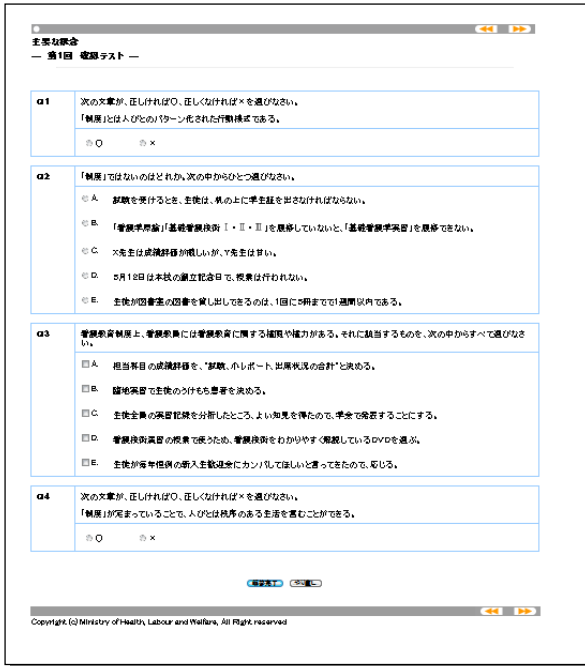 主要な概念
― 第1回 確認テスト ―
Q1 次の文章が、正しければ○、正しくなければ×を選びなさい。
「制度」とは人びとのパターン化された行動様式である。
○ ×
Q2 「制度」ではないのはどれか。次の中からひとつ選びなさい。
A. 試験を受けるとき、生徒は、机の上に学生証を出さなければならない。
B. 「看護学原論」「基礎看護技術Ⅰ・Ⅱ・Ⅲ」を履修していないと、「基礎看護学実習」を履修できない。
C. X先生は成績評価が厳しいが、Y先生は甘い。
D. 5月12日は本校の創立記念日で、授業は行われない。
E. 生徒が図書室の図書を貸し出しできるのは、1回に5冊までで1週間以内である。
Q3 看護教育制度上、看護教員には看護教育に関する権限や権力がある。それに該当するものを、次の中からすべて選びなさ
い。
A. 担当科目の成績評価を、“試験、小レポート、出席状況の合計”と決める。
B. 臨地実習で生徒のうけもち患者を決める。
C. 生徒全員の実習記録を分析したところ、よい知見を得たので、学会で発表することにする。
D. 看護技術演習の授業で使うため、看護技術をわかりやすく解説しているDVDを選ぶ。
E. 生徒が毎年恒例の新入生歓迎会にカンパしてほしいと言ってきたので、応じる。
Q4 次の文章が、正しければ○、正しくなければ×を選びなさい。
「制度」が定まっていることで、人びとは秩序のある生活を営むことができる。
○ ×
やり直し
Copyright (c) Ministry of Health, Labour and Welfare, All Right reserved